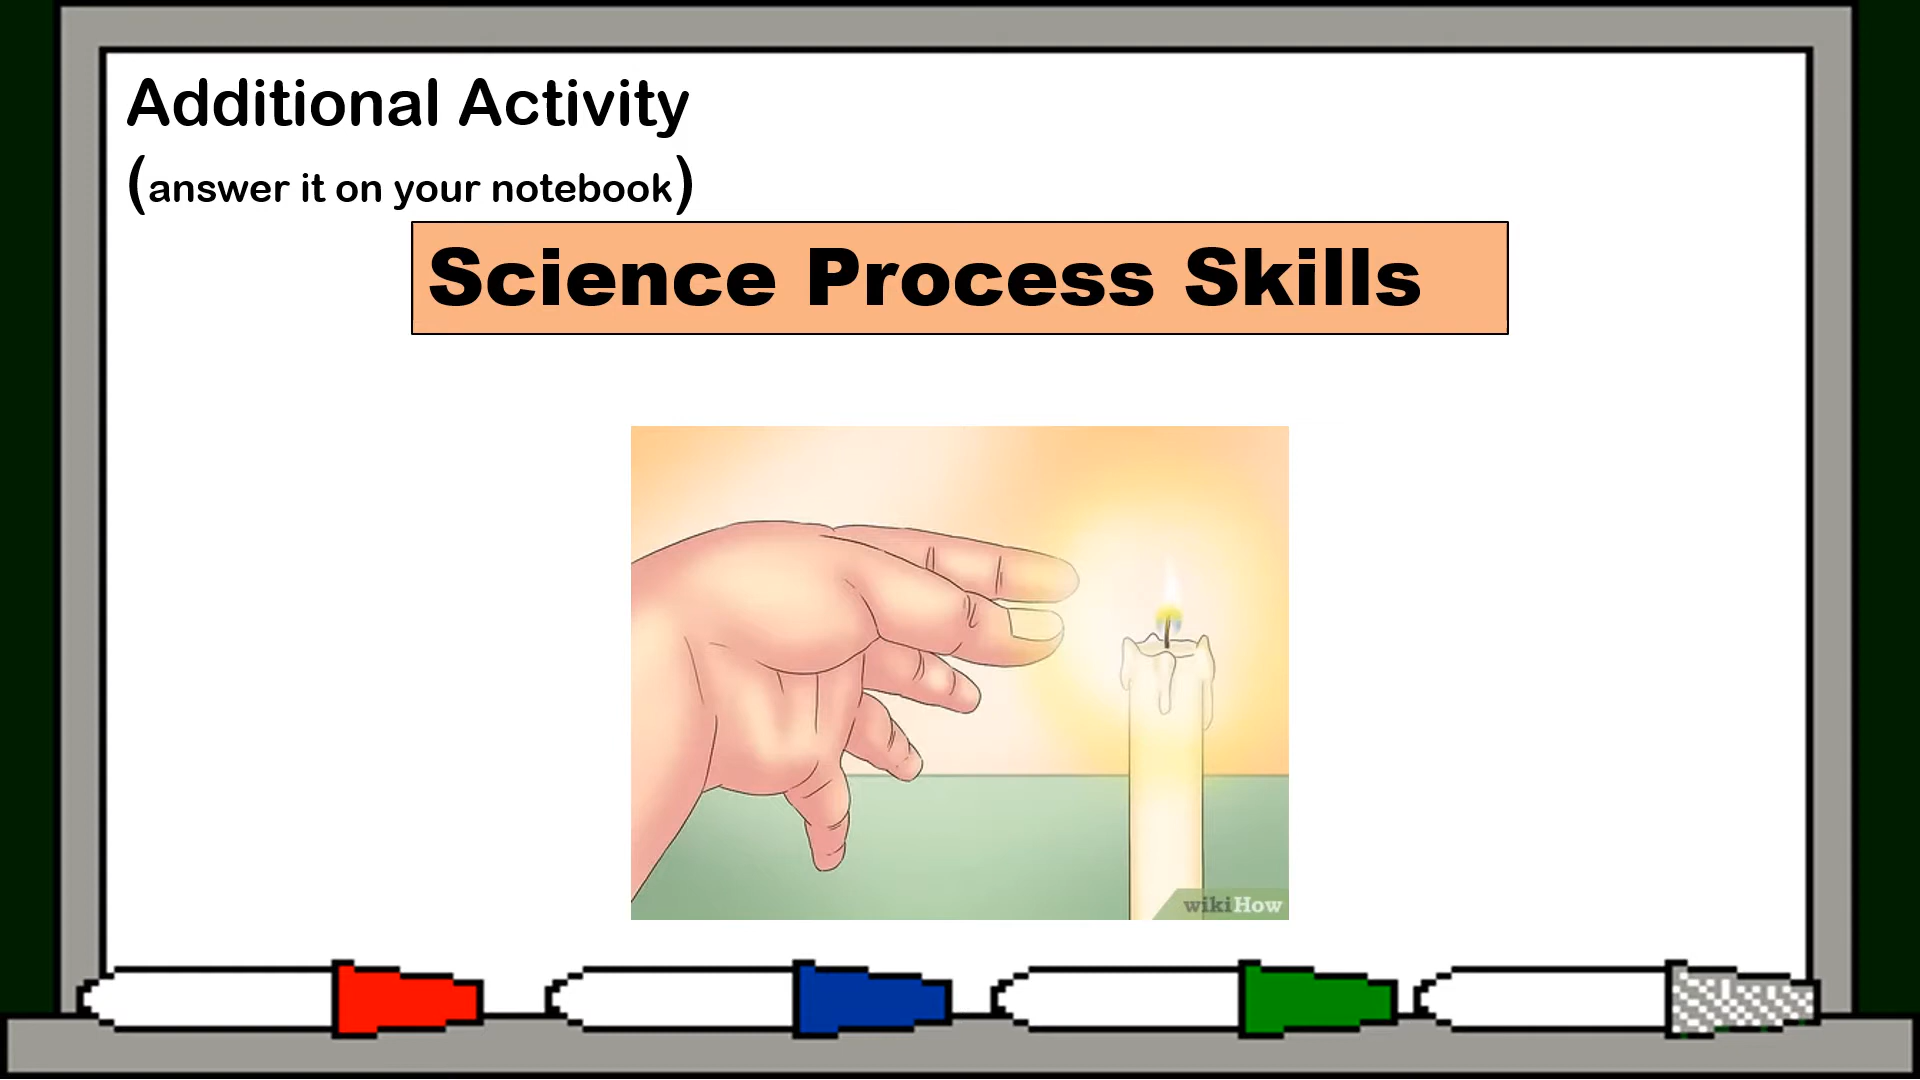 Additional Activity
(answer it on your notebook)
Science Process Skills
wikiHow